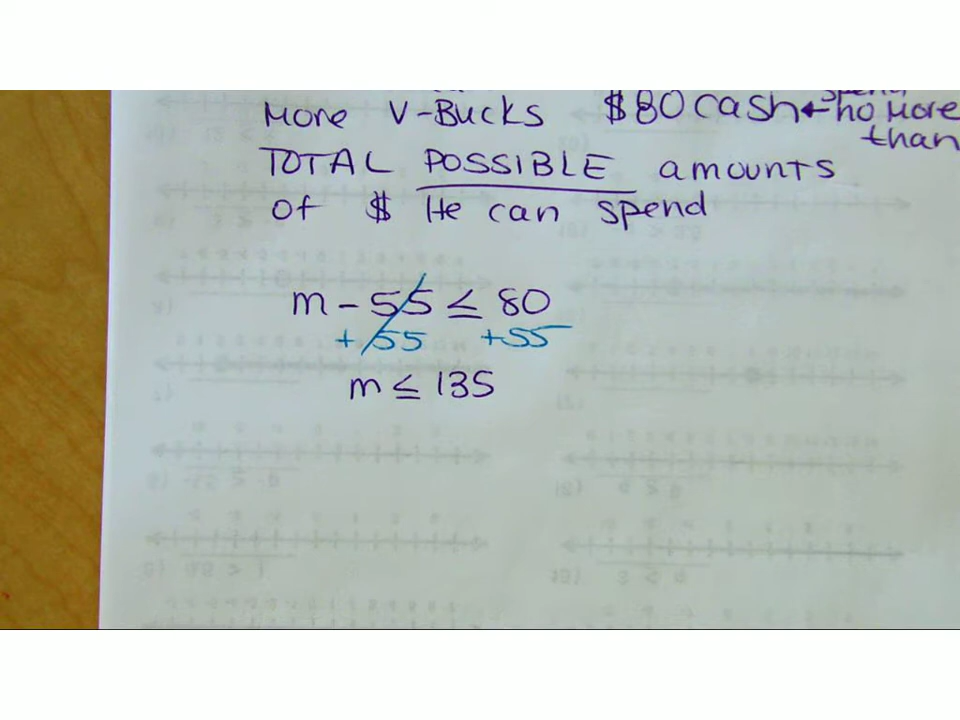 More V-Bucks $80 cash ← no more
than
TOTAL POSSIBLE amounts
of $ He can spend
m - 55 ≤ 80
+ 55 +55
m ≤ 135